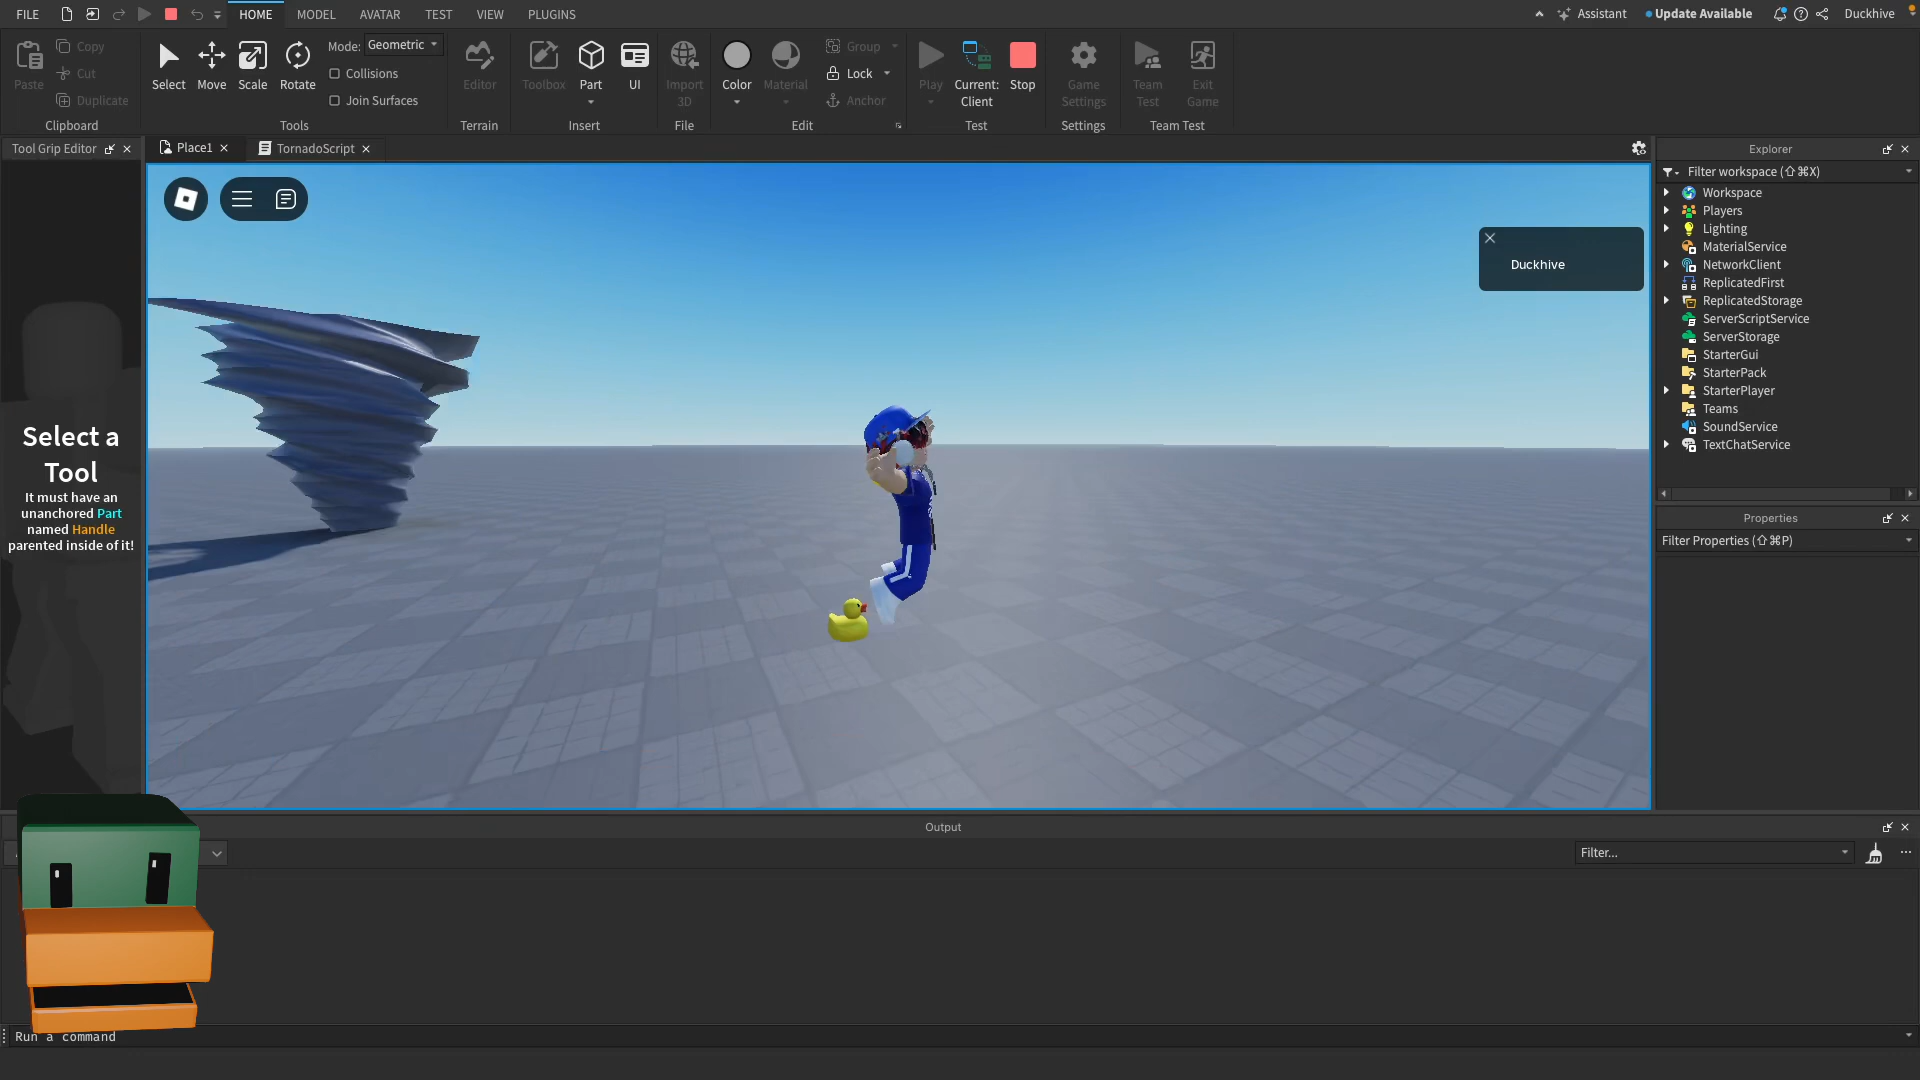 FILE HOME MODEL AVATAR TEST VIEW PLUGINS Assistant Update Available Duckhive
Paste Copy Cut Duplicate
Clipboard
Select Move Scale Rotate
Mode: Geometric
Collisions
Join Surfaces
Tools
Editor
Terrain
Toolbox Part UI
Insert
Import 3D
File
Color Material Group Lock Anchor
Edit
Play Current: Client Stop
Test
Game Settings
Settings
Team Test Exit Game
Team Test
Tool Grip Editor
Place1 TornadoScript
Select a
Tool
It must have an
unanchored Part
named Handle
parented inside of it!
Duckhive
Explorer
Filter workspace (⇧⌘X)
Workspace
Players
Lighting
MaterialService
NetworkClient
ReplicatedFirst
ReplicatedStorage
ServerScriptService
ServerStorage
StarterGui
StarterPack
StarterPlayer
Teams
SoundService
TextChatService
Properties
Filter Properties (⇧⌘P)
Output
Filter...
Run a command